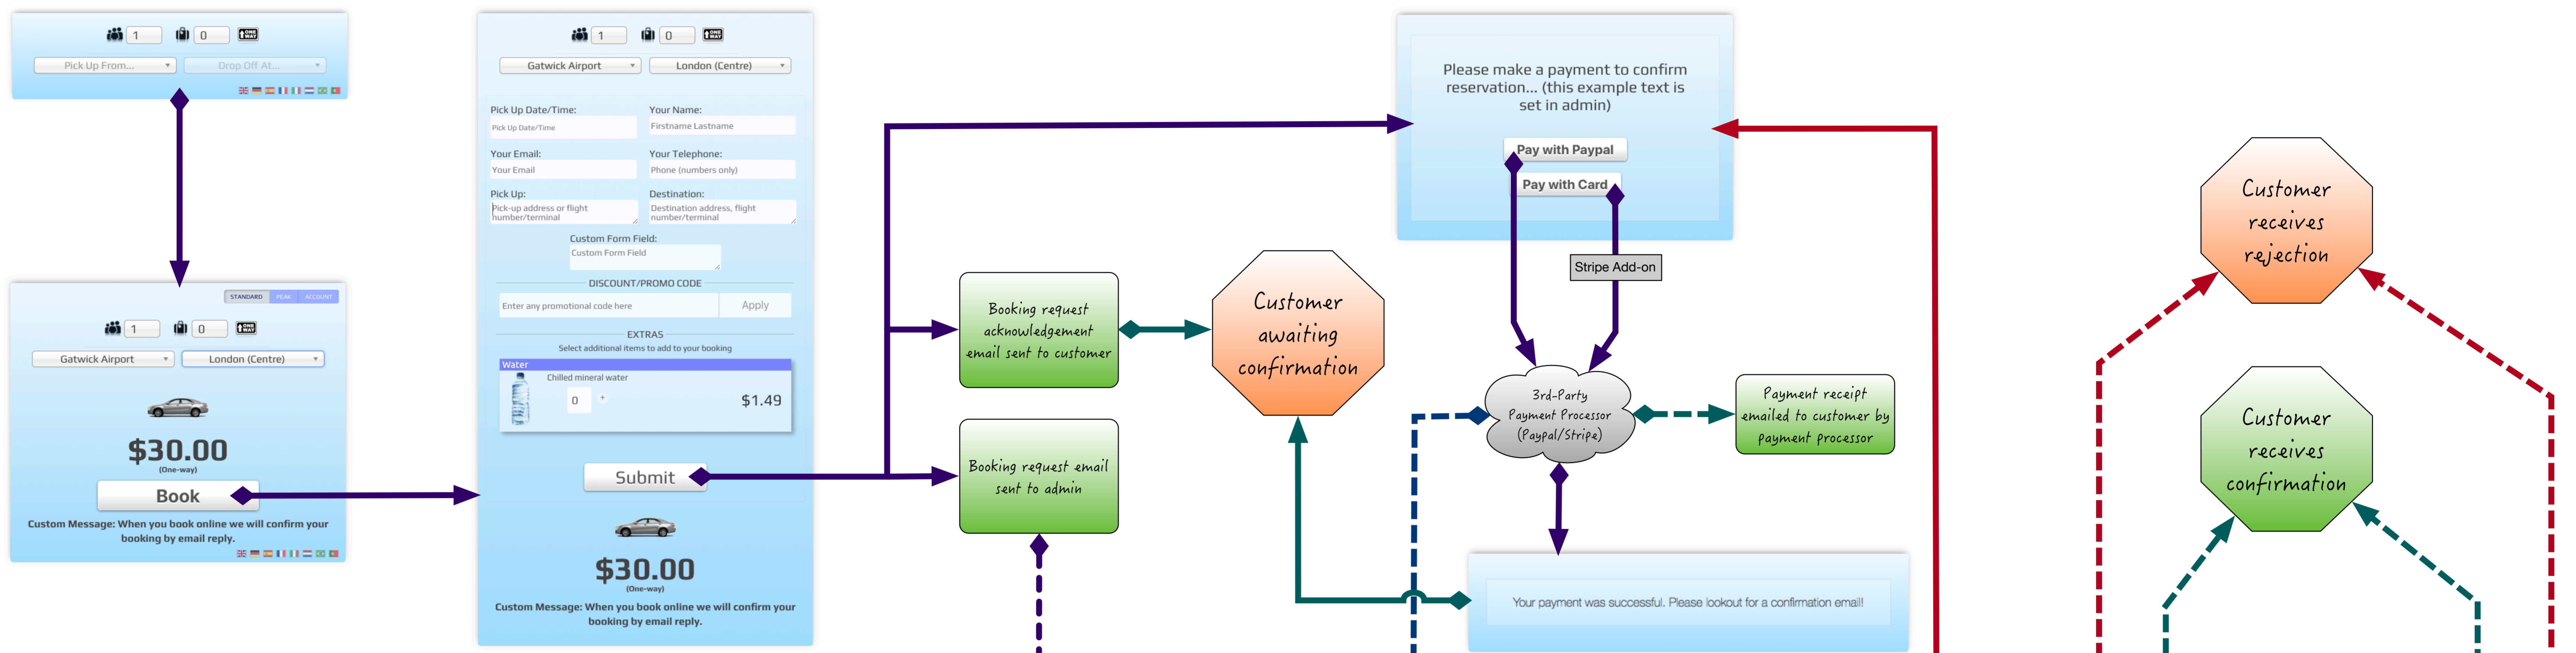 1
0
ONE WAY
Pick Up From...
Drop Off At...
STANDARD
PEAK
ACCOUNT
1
0
ONE WAY
Gatwick Airport
London (Centre)
$30.00
(One-way)
Book
Custom Message: When you book online we will confirm your
booking by email reply.
1
0
ONE WAY
Gatwick Airport
London (Centre)
Pick Up Date/Time:
Pick Up Date/Time
Your Name:
Firstname Lastname
Your Email:
Your Email
Your Telephone:
Phone (numbers only)
Pick Up:
Pick-up address or flight
number/terminal
Destination:
Destination address, flight
number/terminal
Custom Form Field:
Custom Form Field
DISCOUNT/PROMO CODE
Enter any promotional code here
Apply
EXTRAS
Select additional items to add to your booking
Water
Chilled mineral water
0
+
$1.49
Submit
$30.00
(One-way)
Custom Message: When you book online we will confirm your
booking by email reply.
Booking request
acknowledgement
email sent to customer
Booking request email
sent to admin
Customer
awaiting
confirmation
Please make a payment to confirm
reservation... (this example text is
set in admin)
Pay with Paypal
Pay with Card
Stripe Add-on
3rd-Party
Payment Processor
(Paypal/Stripe)
Payment receipt
emailed to customer by
payment processor
Your payment was successful. Please lookout for a confirmation email!
Customer
receives
rejection
Customer
receives
confirmation